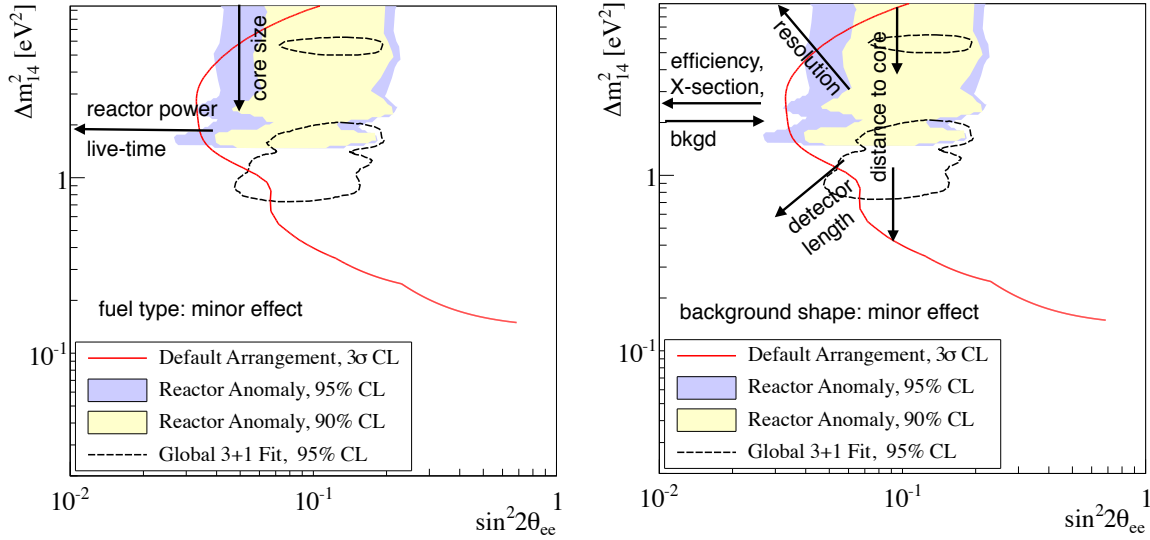 Δm²₁₄ [eV²]
core size
reactor power
live-time
1
fuel type: minor effect
10⁻¹
Default Arrangement, 3σ CL
Reactor Anomaly, 95% CL
Reactor Anomaly, 90% CL
Global 3+1 Fit, 95% CL
10⁻² 10⁻¹ 1
sin²2θee
Δm²₁₄ [eV²]
resolution
efficiency,
X-section,
bkgd
distance to core
1
detector
length
background shape: minor effect
10⁻¹
Default Arrangement, 3σ CL
Reactor Anomaly, 95% CL
Reactor Anomaly, 90% CL
Global 3+1 Fit, 95% CL
10⁻² 10⁻¹ 1
sin²2θee